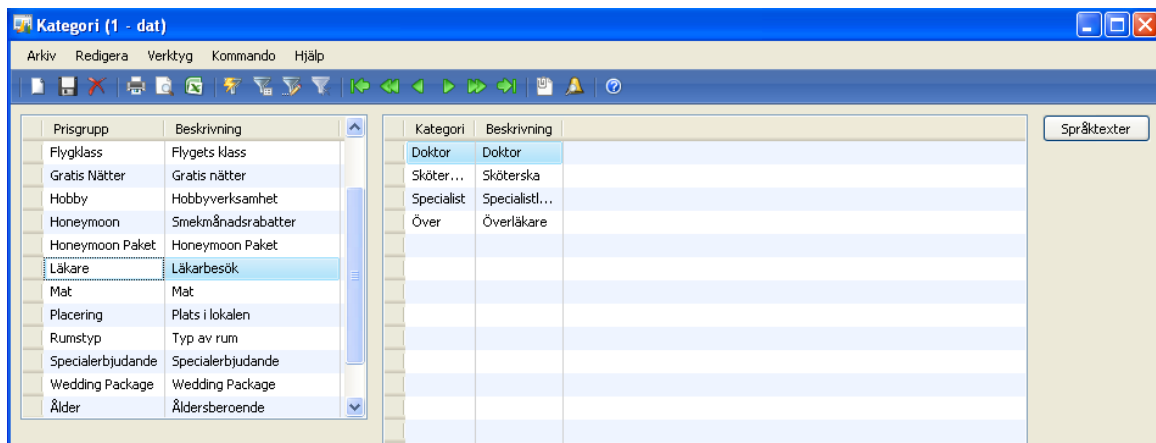 Kategori (1 - dat)
Arkiv Redigera Verktyg Kommando Hjälp
Prisgrupp Beskrivning
Flygklass Flygets klass
Gratis Nätter Gratis nätter
Hobby Hobbyverksamhet
Honeymoon Smekmånadsrabatter
Honeymoon Paket Honeymoon Paket
Läkare Läkarbesök
Mat Mat
Placering Plats i lokalen
Rumstyp Typ av rum
Specialerbjudande Specialerbjudande
Wedding Package Wedding Package
Ålder Åldersberoende
Kategori Beskrivning
Doktor Doktor
Sköter... Sköterska
Specialist Specialistl...
Över Överläkare
Språktexter